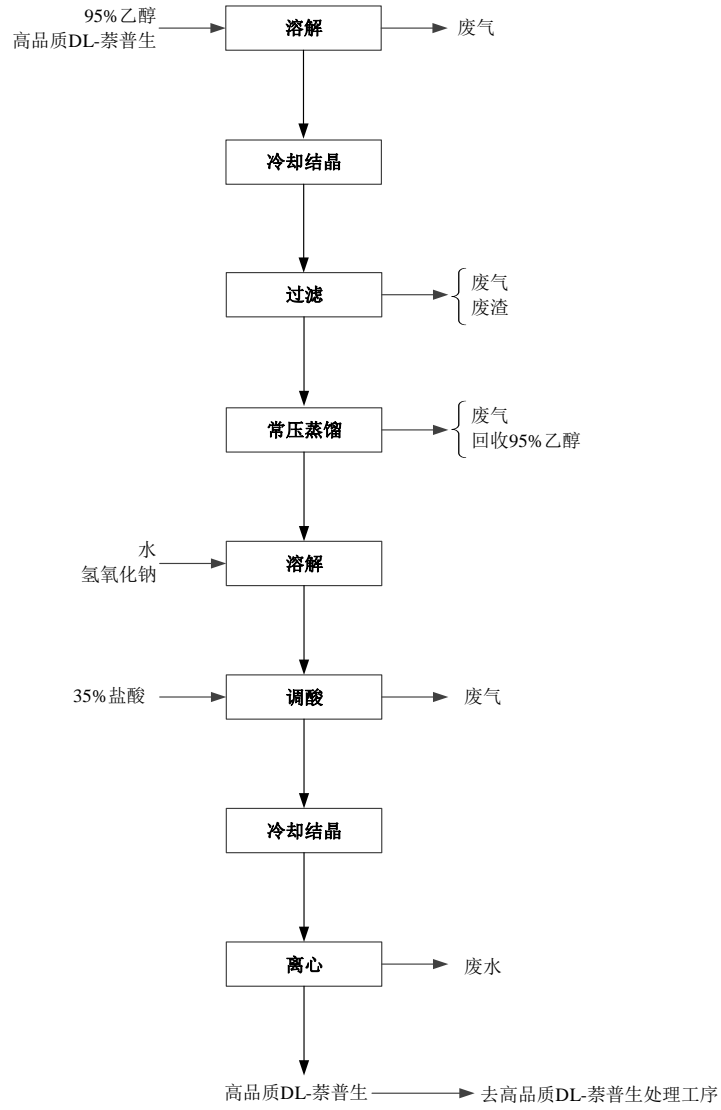 95%乙醇
高品质DL-萘普生
溶解
废气
冷却结晶
过滤
废气
废渣
常压蒸馏
废气
回收95%乙醇
水
氢氧化钠
溶解
35%盐酸
调酸
废气
冷却结晶
离心
废水
高品质DL-萘普生
去高品质DL-萘普生处理工序